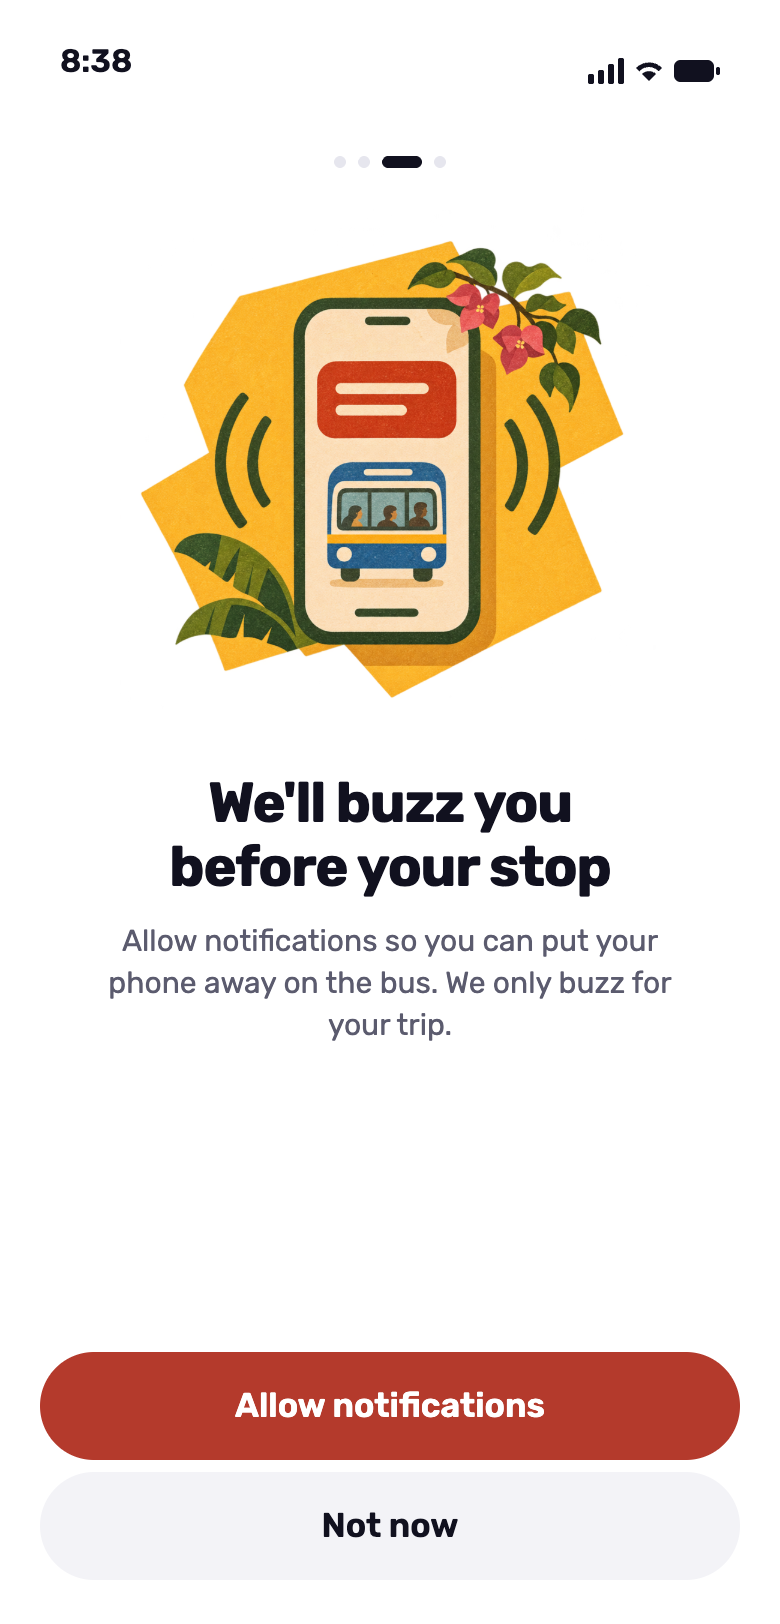 8:38
We'll buzz you
before your stop
Allow notifications so you can put your
phone away on the bus. We only buzz for
your trip.
Allow notifications
Not now